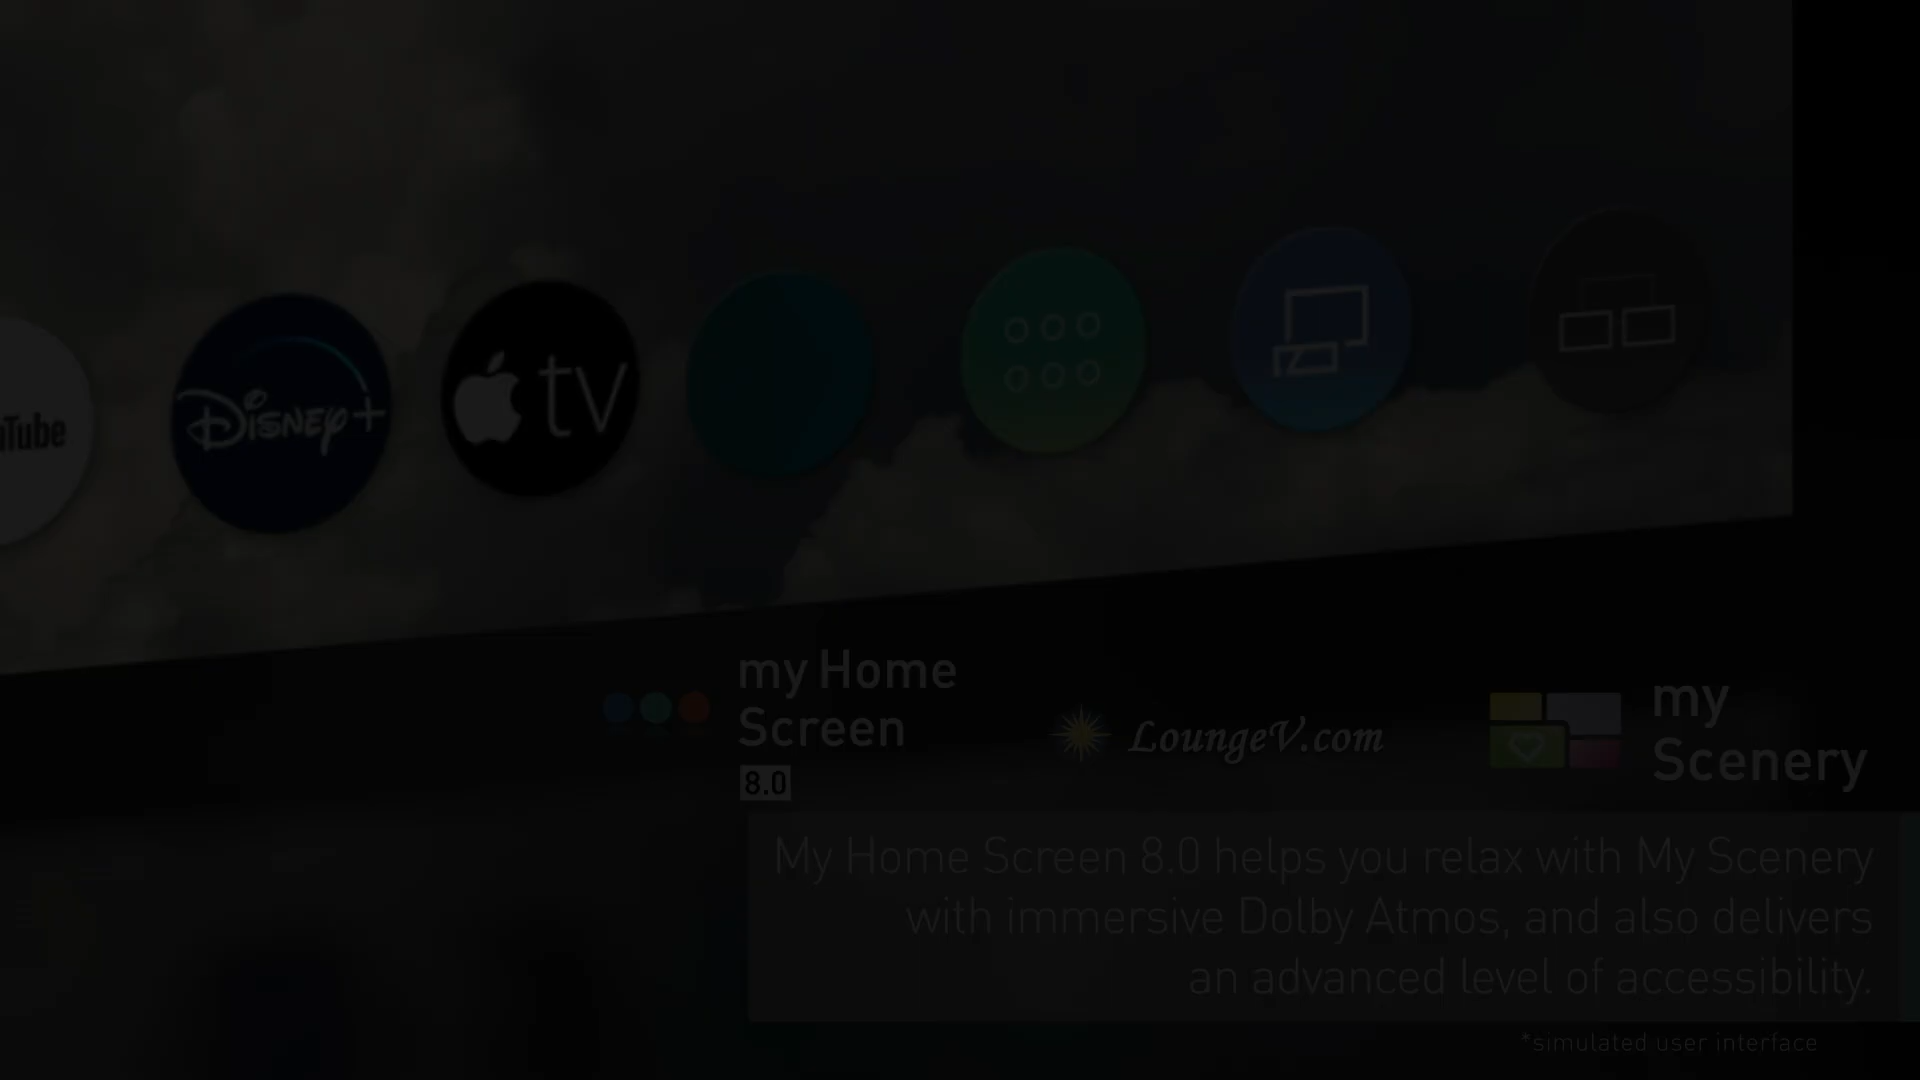 Tube
Disney+
tv
my Home
Screen
8.0
LoungeV.com
my
Scenery
My Home Screen 8.0 helps you relax with My Scenery
with immersive Dolby Atmos, and also delivers
an advanced level of accessibility.
*simulated user interface